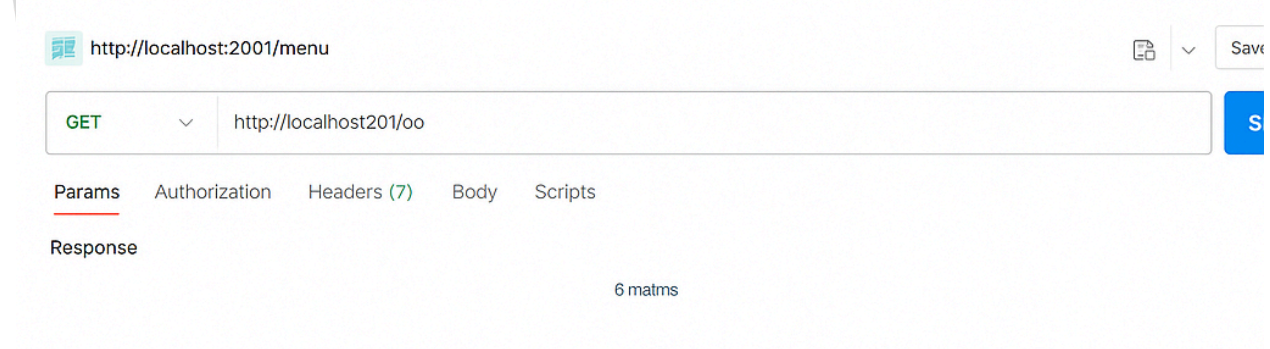 http://localhost:2001/menu
Save
GET http://localhost201/oo
Params Authorization Headers (7) Body Scripts
Response
6 matms